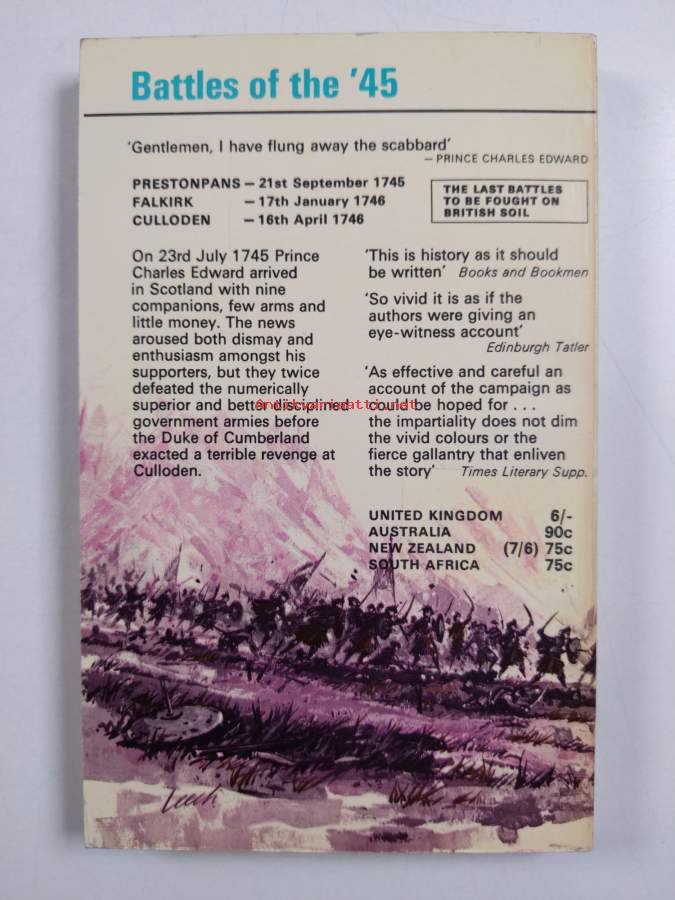 Battles of the '45
'Gentlemen, I have flung away the scabbard'
— PRINCE CHARLES EDWARD
PRESTONPANS — 21st September 1745
FALKIRK — 17th January 1746
CULLODEN — 16th April 1746
THE LAST BATTLES
TO BE FOUGHT ON
BRITISH SOIL
On 23rd July 1745 Prince
Charles Edward arrived
in Scotland with nine
companions, few arms and
little money. The news
aroused both dismay and
enthusiasm amongst his
supporters, but they twice
defeated the numerically
superior and better disciplined
government armies before
the Duke of Cumberland
exacted a terrible revenge at
Culloden.
'This is history as it should
be written' Books and Bookmen
'So vivid it is as if the
authors were giving an
eye-witness account'
Edinburgh Tatler
'As effective and careful an
account of the campaign as
could be hoped for . . .
the impartiality does not dim
the vivid colours or the
fierce gallantry that enliven
the story' Times Literary Supp.
UNITED KINGDOM 6/-
AUSTRALIA 90c
NEW ZEALAND (7/6) 75c
SOUTH AFRICA 75c
Antikvariaatti.net
Leech